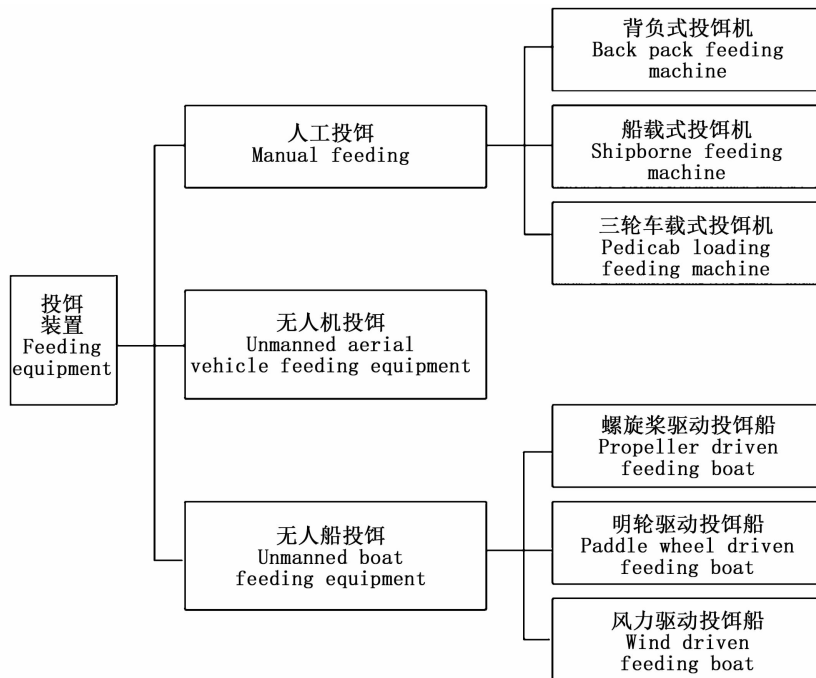 投饵
装置
Feeding
equipment
人工投饵
Manual feeding
背负式投饵机
Back pack feeding
machine
船载式投饵机
Shipborne feeding
machine
三轮车载式投饵机
Pedicab loading
feeding machine
无人机投饵
Unmanned aerial
vehicle feeding equipment
无人船投饵
Unmanned boat
feeding equipment
螺旋桨驱动投饵船
Propeller driven
feeding boat
明轮驱动投饵船
Paddle wheel driven
feeding boat
风力驱动投饵船
Wind driven
feeding boat